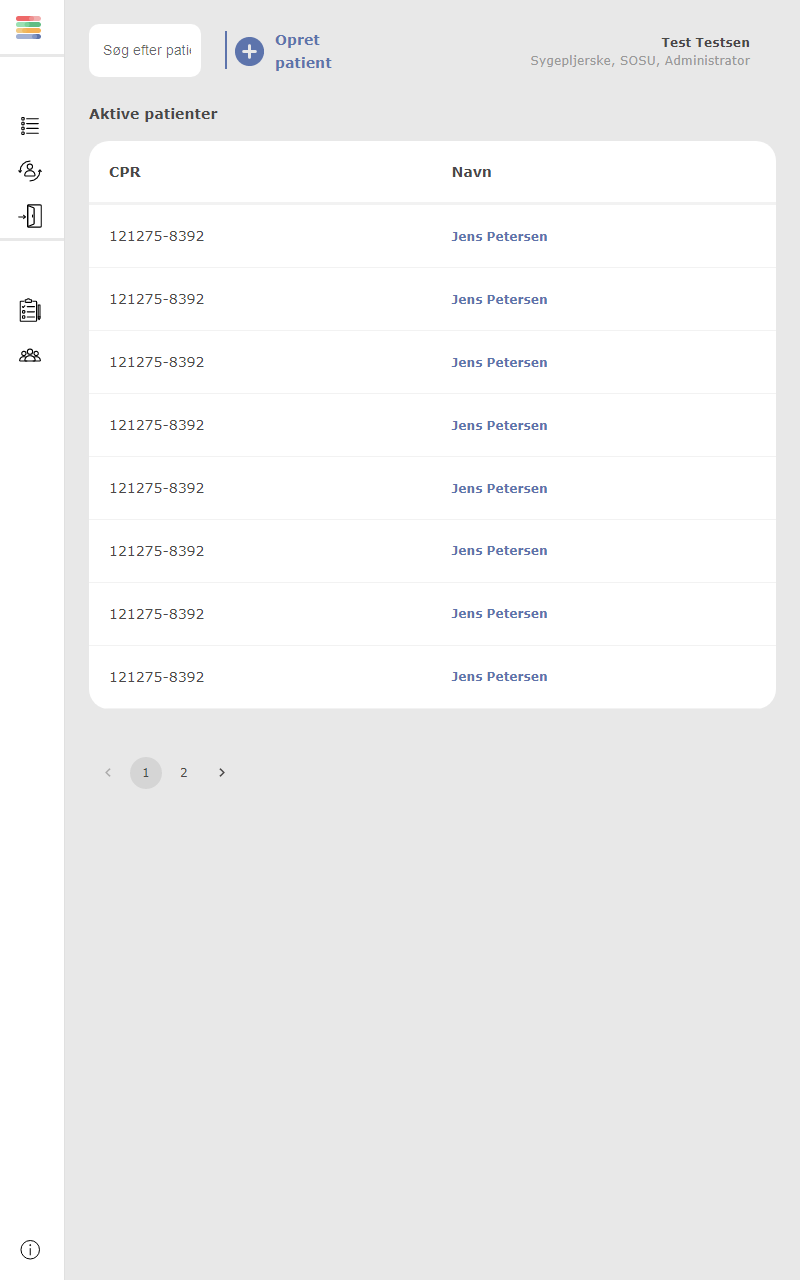 Søg efter pati
Opret
patient
Test Testsen
Sygepljerske, SOSU, Administrator
Aktive patienter
CPR Navn
121275-8392 Jens Petersen
121275-8392 Jens Petersen
121275-8392 Jens Petersen
121275-8392 Jens Petersen
121275-8392 Jens Petersen
121275-8392 Jens Petersen
121275-8392 Jens Petersen
121275-8392 Jens Petersen
1 2